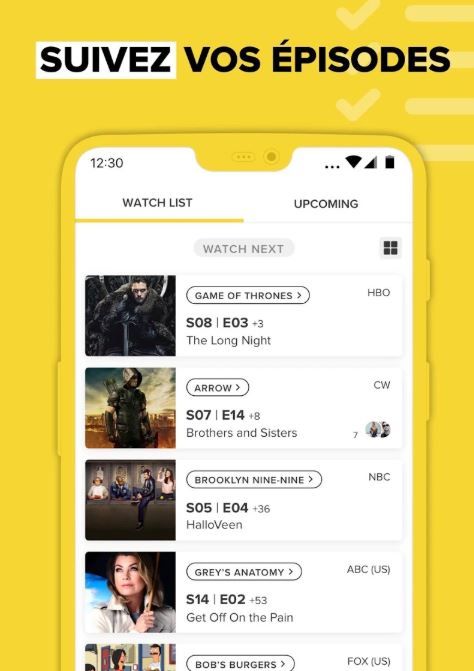 SUIVEZ VOS ÉPISODES
12:30
WATCH LIST UPCOMING
WATCH NEXT
GAME OF THRONES > HBO
S08 | E03 +3
The Long Night
ARROW > CW
S07 | E14 +8
Brothers and Sisters 7
BROOKLYN NINE-NINE > NBC
S05 | E04 +36
HalloVeen
GREY'S ANATOMY > ABC (US)
S14 | E02 +53
Get Off On the Pain
BOB'S BURGERS > FOX (US)